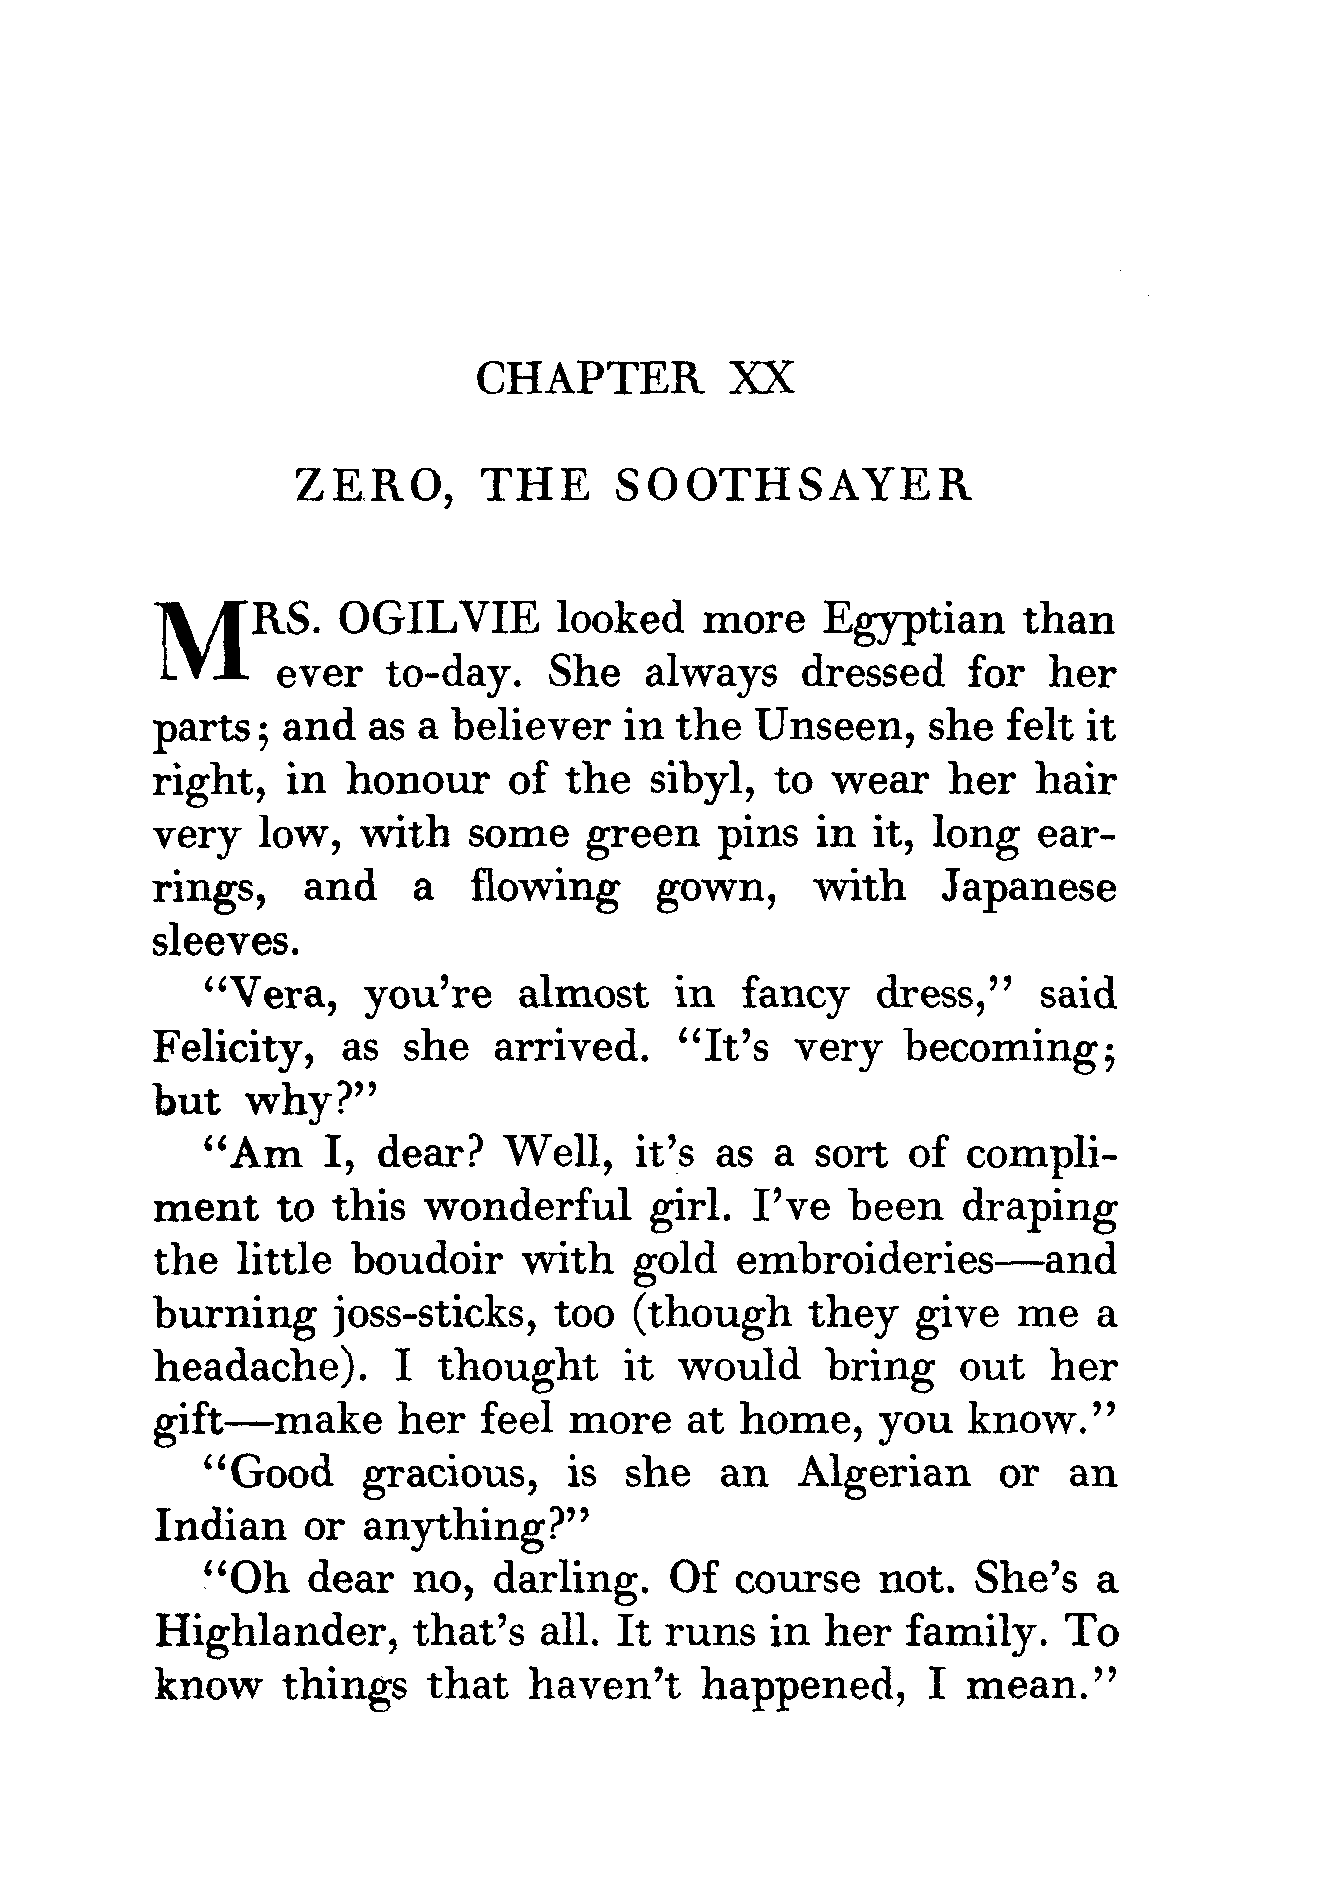 CHAPTER XX
ZERO, THE SOOTHSAYER
MRS. OGILVIE looked more Egyptian than
ever to-day. She always dressed for her
parts; and as a believer in the Unseen, she felt it
right, in honour of the sibyl, to wear her hair
very low, with some green pins in it, long ear-
rings, and a flowing gown, with Japanese
sleeves.
“Vera, you’re almost in fancy dress,” said
Felicity, as she arrived. “It’s very becoming;
but why?”
“Am I, dear? Well, it’s as a sort of compli-
ment to this wonderful girl. I’ve been draping
the little boudoir with gold embroideries—and
burning joss-sticks, too (though they give me a
headache). I thought it would bring out her
gift—make her feel more at home, you know.”
“Good gracious, is she an Algerian or an
Indian or anything?”
“Oh dear no, darling. Of course not. She’s a
Highlander, that’s all. It runs in her family. To
know things that haven’t happened, I mean.”